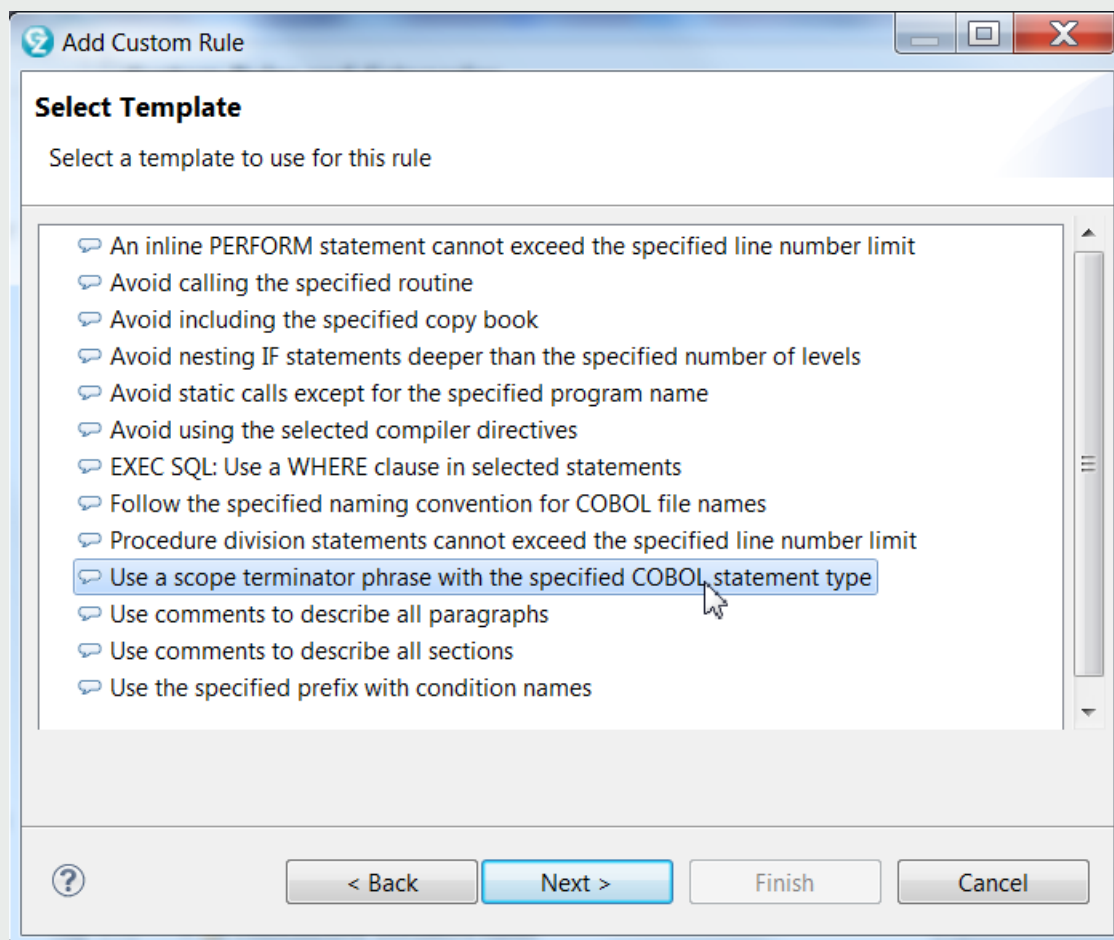 Add Custom Rule
Select Template
Select a template to use for this rule
An inline PERFORM statement cannot exceed the specified line number limit
Avoid calling the specified routine
Avoid including the specified copy book
Avoid nesting IF statements deeper than the specified number of levels
Avoid static calls except for the specified program name
Avoid using the selected compiler directives
EXEC SQL: Use a WHERE clause in selected statements
Follow the specified naming convention for COBOL file names
Procedure division statements cannot exceed the specified line number limit
Use a scope terminator phrase with the specified COBOL statement type
Use comments to describe all paragraphs
Use comments to describe all sections
Use the specified prefix with condition names
? < Back Next > Finish Cancel